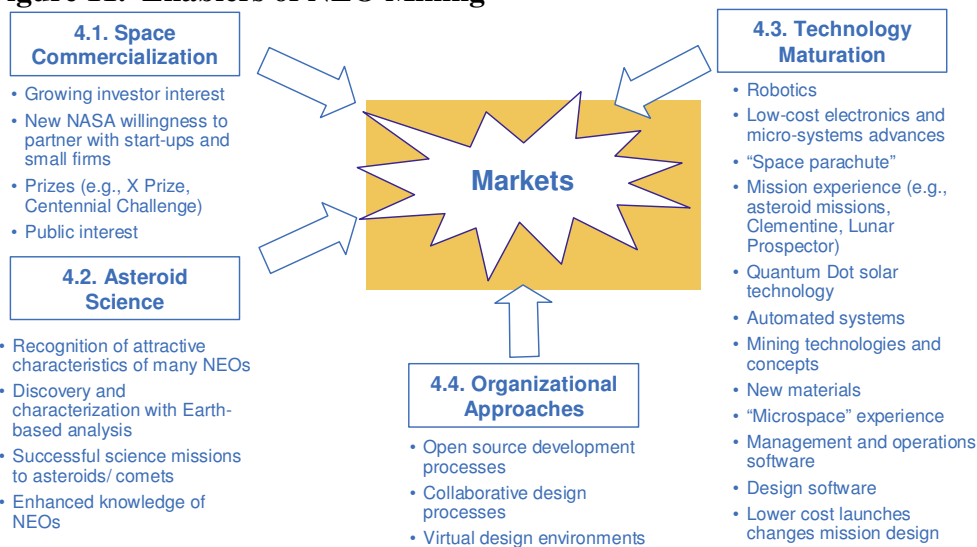 Enablers of NEO Mining
4.1. Space
Commercialization
• Growing investor interest
• New NASA willingness to
partner with start-ups and
small firms
• Prizes (e.g., X Prize,
Centennial Challenge)
• Public interest
4.2. Asteroid
Science
• Recognition of attractive
characteristics of many NEOs
• Discovery and
characterization with Earth-
based analysis
• Successful science missions
to asteroids/ comets
• Enhanced knowledge of
NEOs
Markets
4.4. Organizational
Approaches
• Open source development
processes
• Collaborative design
processes
• Virtual design environments
4.3. Technology
Maturation
• Robotics
• Low-cost electronics and
micro-systems advances
• “Space parachute”
• Mission experience (e.g.,
asteroid missions,
Clementine, Lunar
Prospector)
• Quantum Dot solar
technology
• Automated systems
• Mining technologies and
concepts
• New materials
• “Microspace” experience
• Management and operations
software
• Design software
• Lower cost launches
changes mission design